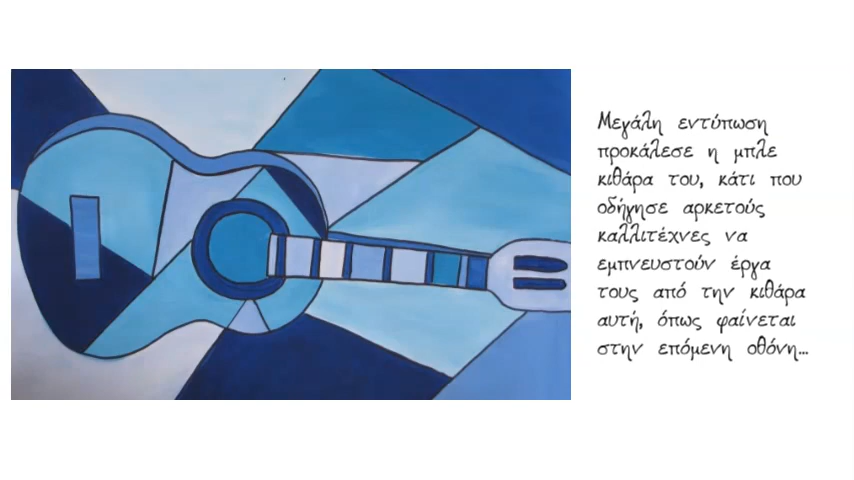 Μεγάλη εντύπωση
προκάλεσε η μπλε
κιθάρα του, κάτι που
οδήγησε αρκετούς
καλλιτέχνες να
εμπνευστούν έργα
τους από την κιθάρα
αυτή, όπως φαίνεται
στην επόμενη οθόνη...